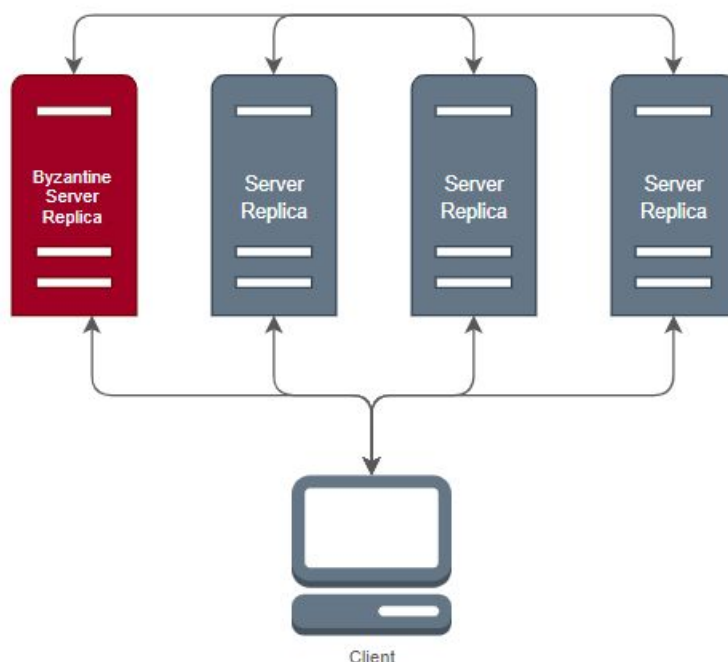 Byzantine
Server
Replica
Server
Replica
Server
Replica
Server
Replica
Client